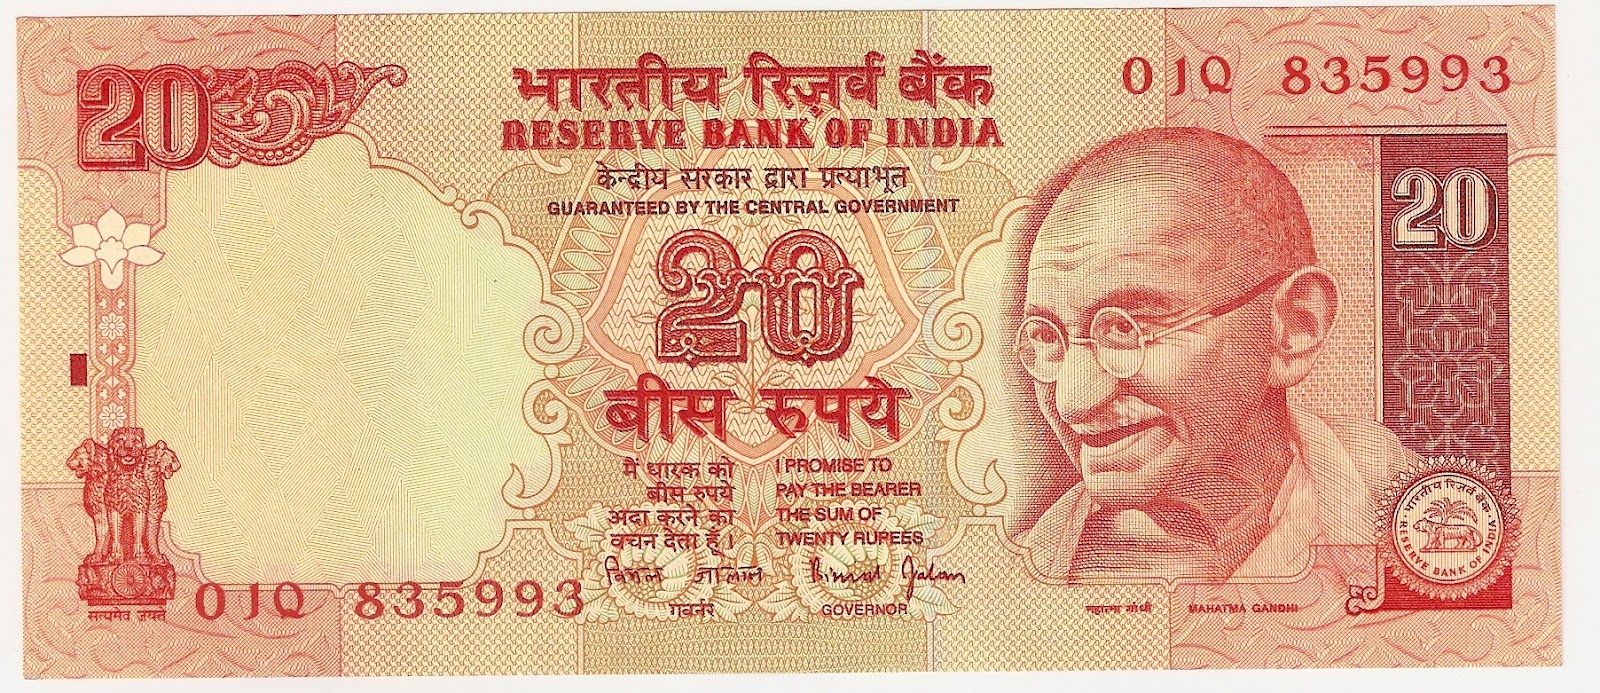 20
भारतीय रिज़र्व बैंक
RESERVE BANK OF INDIA
0JQ 835993
केन्द्रीय सरकार द्वारा प्रत्याभूत
GUARANTEED BY THE CENTRAL GOVERNMENT
20
20
बीस रुपये
मैं धारक को
बीस रुपये
अदा करने का
वचन देता हूँ।
I PROMISE TO
PAY THE BEARER
THE SUM OF
TWENTY RUPEES
बिमल जालान
Bimal Jalan
गवर्नर
GOVERNOR
सत्यमेव जयते
0JQ 835993
महात्मा गांधी
MAHATMA GANDHI
भारतीय रिज़र्व बैंक
RESERVE BANK OF INDIA